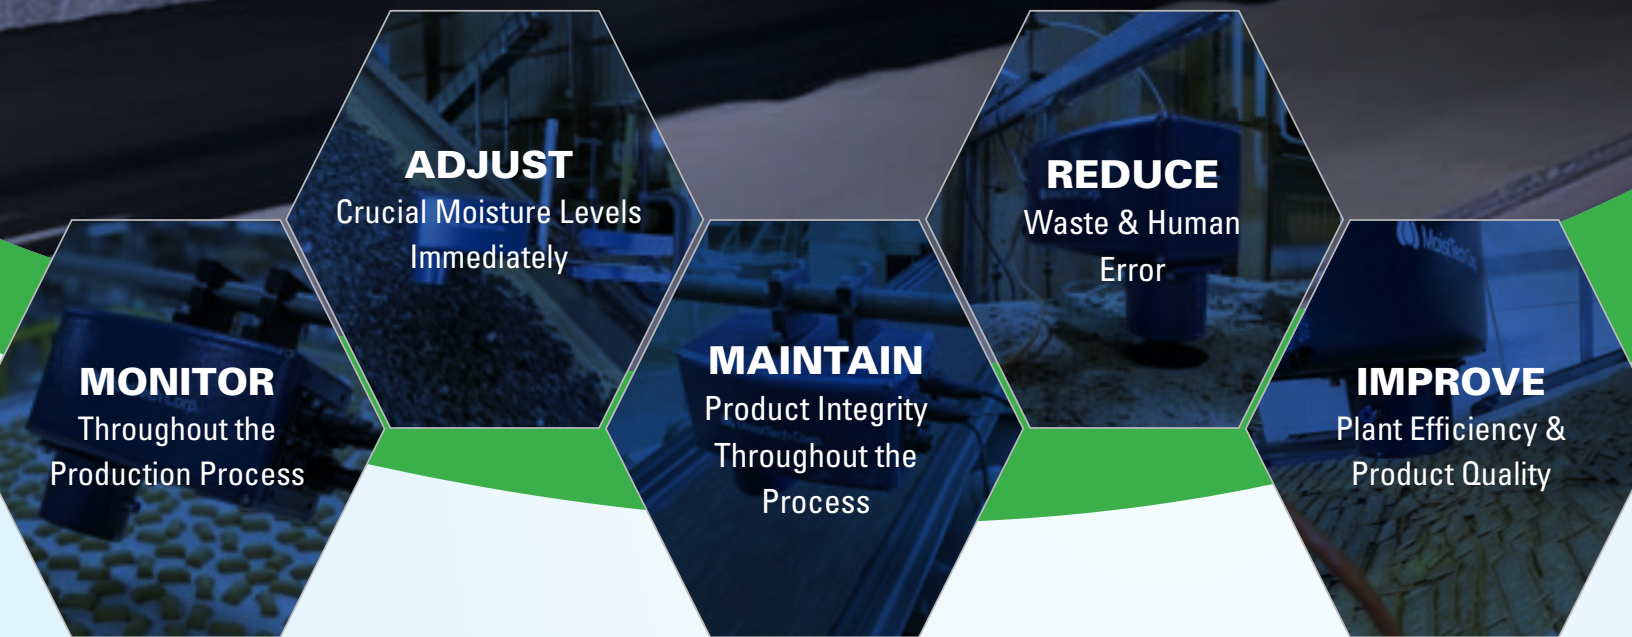 MONITOR
Throughout the
Production Process
ADJUST
Crucial Moisture Levels
Immediately
MAINTAIN
Product Integrity
Throughout the
Process
REDUCE
Waste & Human
Error
IMPROVE
Plant Efficiency &
Product Quality